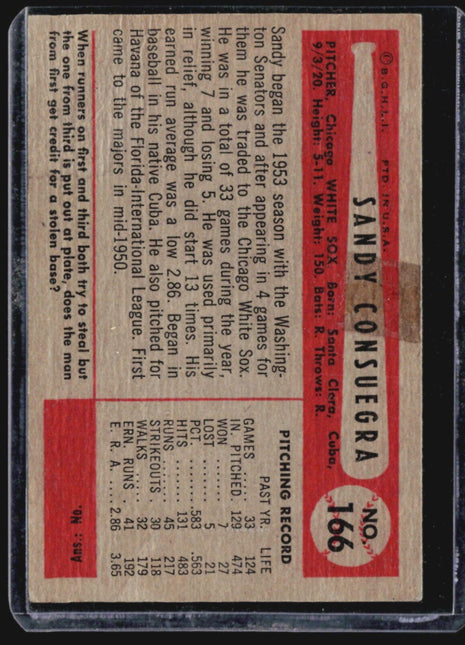 © B.G.H.L.I. PTD. IN U.S.A.
SANDY CONSUEGRA
NO.
166
PITCHER, Chicago WHITE SOX Born: Santa Clara, Cuba,
9/3/20. Height: 5-11. Weight: 150. Bats: R. Throws: R.
Sandy began the 1953 season with the Washing-
ton Senators and after appearing in 4 games for
them he was traded to the Chicago White Sox.
He was in a total of 33 games during the year,
winning 7 and losing 5. He was used primarily
in relief, although he did start 13 times. His
earned run average was a low 2.86. Began in
baseball in his native Cuba. He also pitched for
Havana of the Florida-International League. First
came to the majors in mid-1950.
PITCHING RECORD
PAST YR. LIFE
GAMES 33 124
IN PITCHED 129 474
WON 7 27
LOST 5 21
PCT. .583 .563
HITS 131 483
RUNS 45 217
STRIKEOUTS 30 118
WALKS 32 179
ERN. RUNS 41 192
E. R. A. 2.86 3.65
When runners on first and third both try to steal but
the one from third is put out at plate, does the man
from first get credit for a stolen base?
Ans: No.